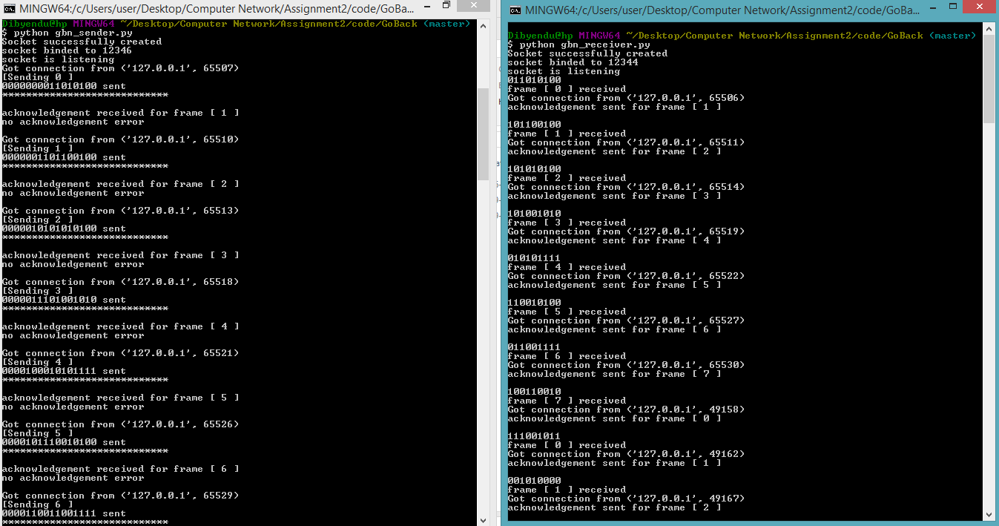 MINGW64:/c/Users/user/Desktop/Computer Network/Assignment2/code/GoBa...
Dibyendu@hp MINGW64 ~/Desktop/Computer Network/Assignment2/code/GoBack (master)
$ python gbn_sender.py
Socket successfully created
socket binded to 12346
socket is listening
Got connection from ('127.0.0.1', 65507)
[Sending 0 ]
0000000011010100 sent
****************************
acknowledgement received for frame [ 1 ]
no acknowledgement error
Got connection from ('127.0.0.1', 65510)
[Sending 1 ]
0000001101100100 sent
****************************
acknowledgement received for frame [ 2 ]
no acknowledgement error
Got connection from ('127.0.0.1', 65513)
[Sending 2 ]
0000010101010100 sent
****************************
acknowledgement received for frame [ 3 ]
no acknowledgement error
Got connection from ('127.0.0.1', 65518)
[Sending 3 ]
0000011101001010 sent
****************************
acknowledgement received for frame [ 4 ]
no acknowledgement error
Got connection from ('127.0.0.1', 65521)
[Sending 4 ]
0000100010101111 sent
****************************
acknowledgement received for frame [ 5 ]
no acknowledgement error
Got connection from ('127.0.0.1', 65526)
[Sending 5 ]
0000101110010100 sent
****************************
acknowledgement received for frame [ 6 ]
no acknowledgement error
Got connection from ('127.0.0.1', 65529)
[Sending 6 ]
0000110011001111 sent
****************************
MINGW64:/c/Users/user/Desktop/Computer Network/Assignment2/code/GoBa...
Dibyendu@hp MINGW64 ~/Desktop/Computer Network/Assignment2/code/GoBack (master)
$ python gbn_receiver.py
Socket successfully created
socket binded to 12344
socket is listening
011010100
frame [ 0 ] received
Got connection from ('127.0.0.1', 65506)
acknowledgement sent for frame [ 1 ]
101100100
frame [ 1 ] received
Got connection from ('127.0.0.1', 65511)
acknowledgement sent for frame [ 2 ]
101010100
frame [ 2 ] received
Got connection from ('127.0.0.1', 65514)
acknowledgement sent for frame [ 3 ]
101001010
frame [ 3 ] received
Got connection from ('127.0.0.1', 65519)
acknowledgement sent for frame [ 4 ]
010101111
frame [ 4 ] received
Got connection from ('127.0.0.1', 65522)
acknowledgement sent for frame [ 5 ]
110010100
frame [ 5 ] received
Got connection from ('127.0.0.1', 65527)
acknowledgement sent for frame [ 6 ]
011001111
frame [ 6 ] received
Got connection from ('127.0.0.1', 65530)
acknowledgement sent for frame [ 7 ]
100110010
frame [ 7 ] received
Got connection from ('127.0.0.1', 49158)
acknowledgement sent for frame [ 0 ]
111001011
frame [ 0 ] received
Got connection from ('127.0.0.1', 49162)
acknowledgement sent for frame [ 1 ]
001010000
frame [ 1 ] received
Got connection from ('127.0.0.1', 49167)
acknowledgement sent for frame [ 2 ]